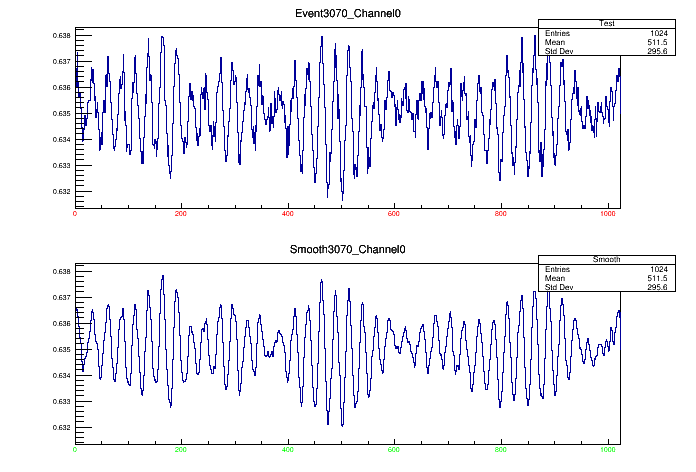 Event3070_Channel0
Test
Entries 1024
Mean 511.5
Std Dev 295.6
0.638
0.637
0.636
0.635
0.634
0.633
0.632
0 200 400 600 800 1000
Smooth3070_Channel0
Smooth
Entries 1024
Mean 511.5
Std Dev 295.6
0.638
0.637
0.636
0.635
0.634
0.633
0.632
0 200 400 600 800 1000